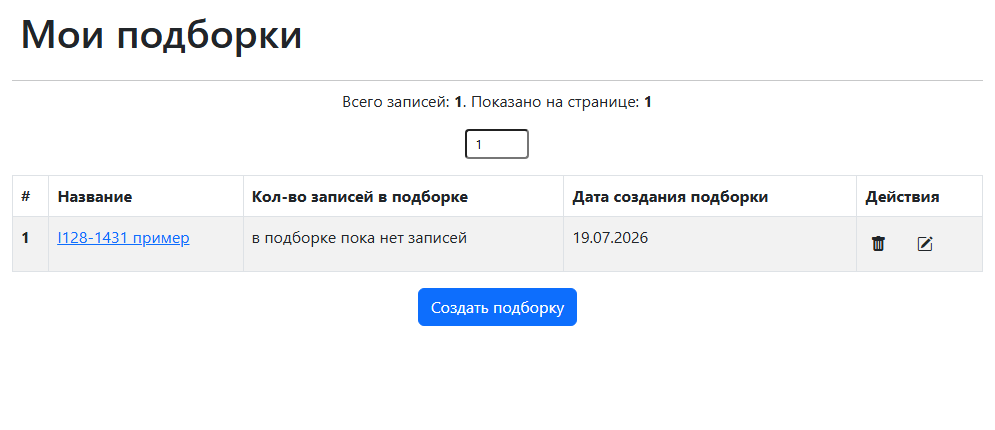 Мои подборки
Всего записей: 1. Показано на странице: 1
1
# Название Кол-во записей в подборке Дата создания подборки Действия
1 I128-1431 пример в подборке пока нет записей 19.07.2026
Создать подборку